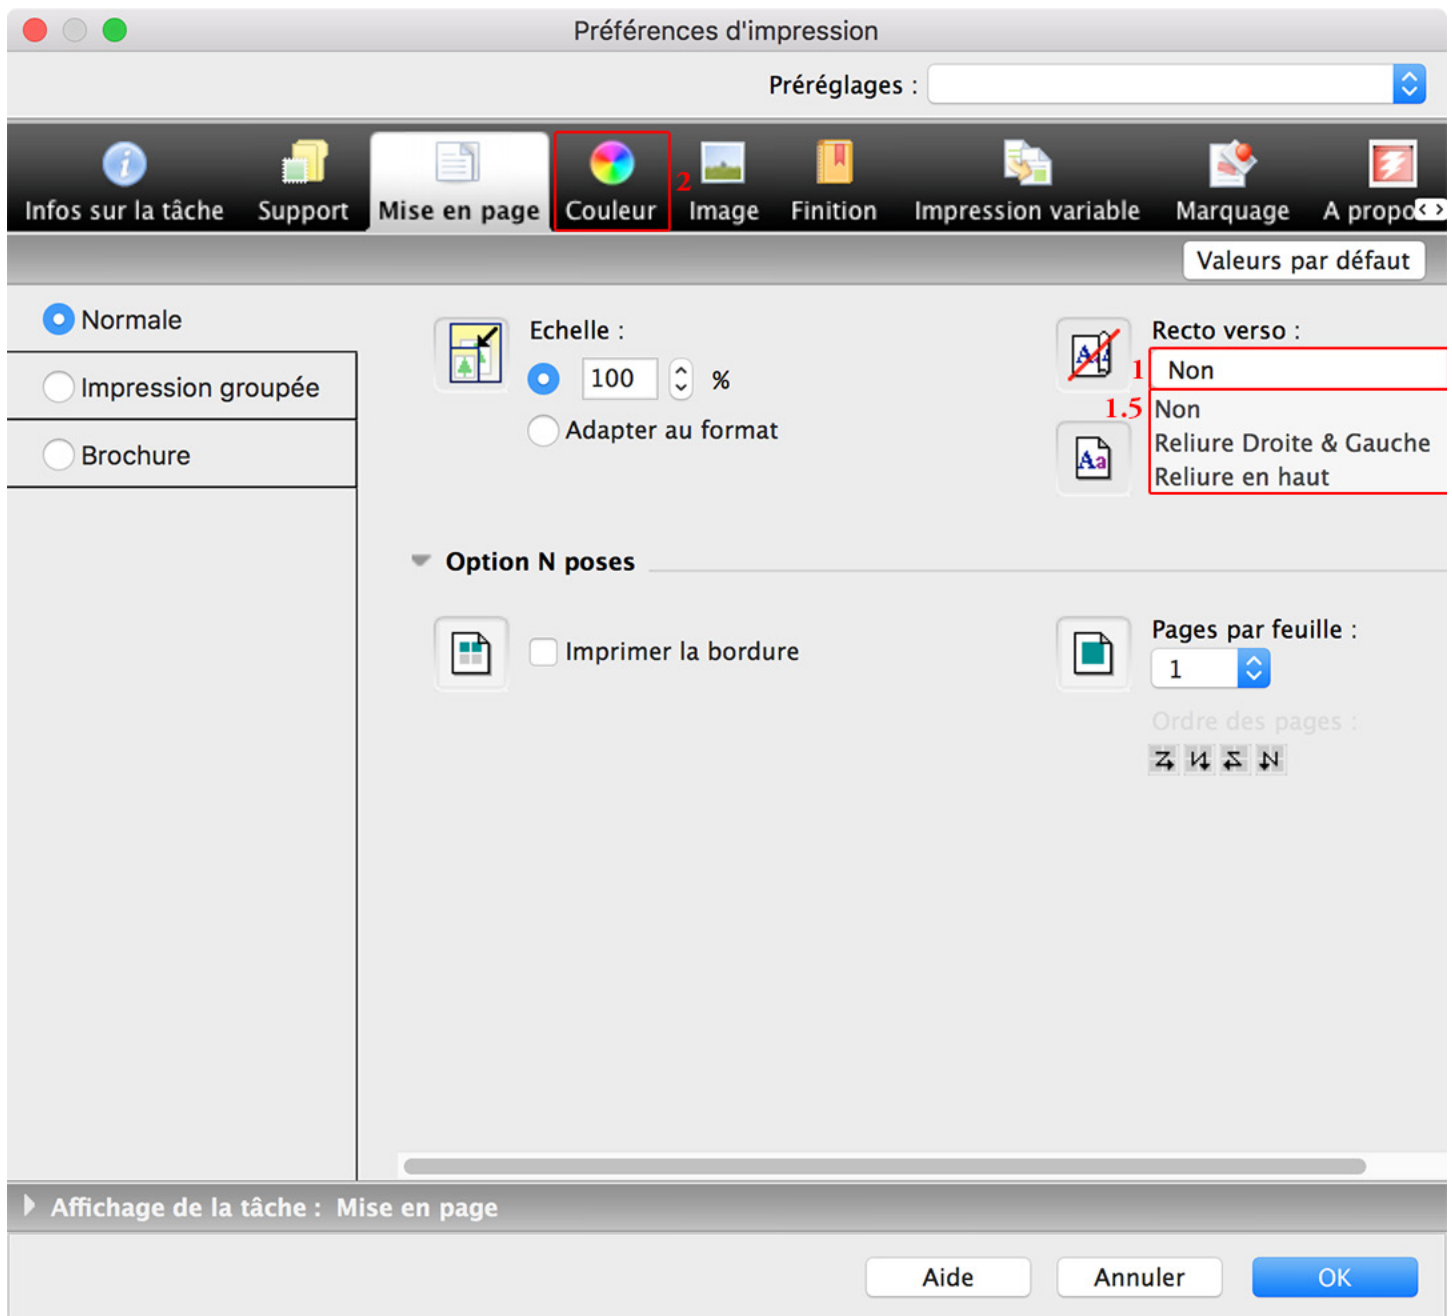 Préférences d'impression
Préréglages :
Infos sur la tâche Support Mise en page Couleur 2 Image Finition Impression variable Marquage A propo
Valeurs par défaut
Normale
Impression groupée
Brochure
Echelle :
100 %
Adapter au format
Recto verso :
1 Non
1.5 Non
Reliure Droite & Gauche
Reliure en haut
Option N poses
Imprimer la bordure
Pages par feuille :
1
Ordre des pages :
Affichage de la tâche : Mise en page
Aide Annuler OK